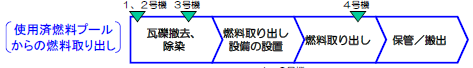 1、2号機
3号機
4号機
使用済燃料プール
からの燃料取り出し
瓦礫撤去、
除染
燃料取り出し
設備の設置
燃料取り出し
保管／搬出